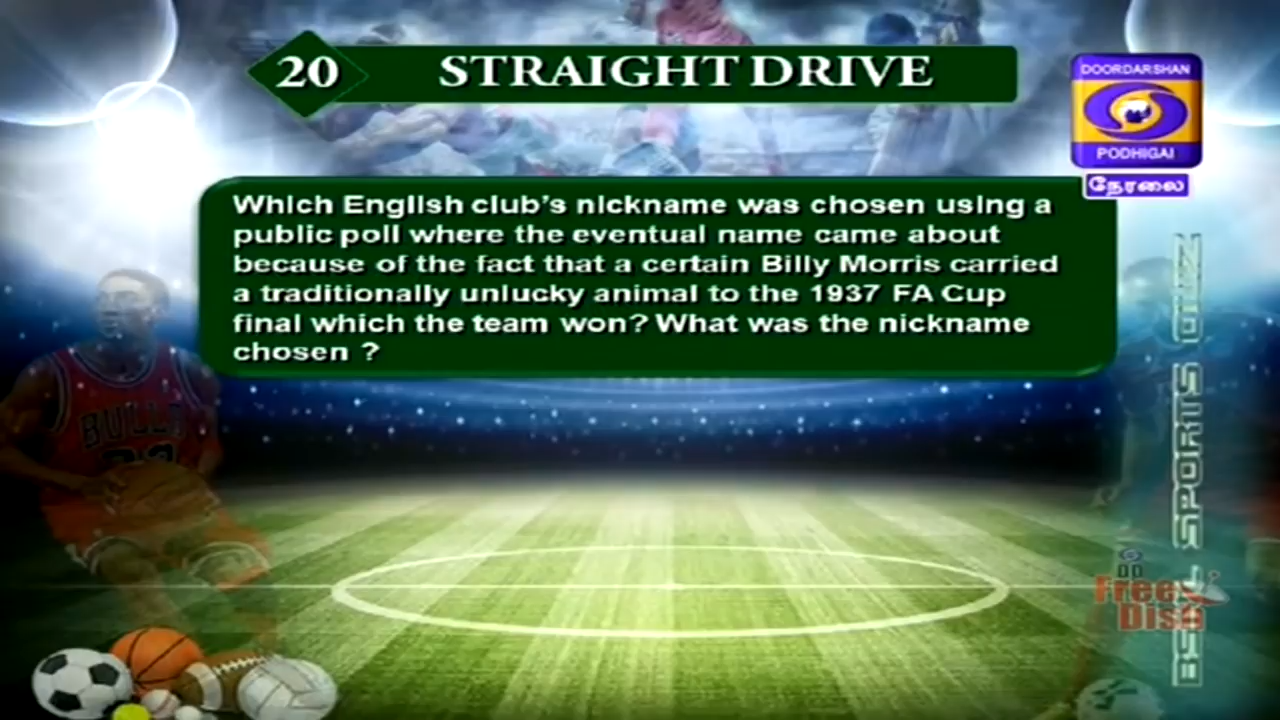 20 STRAIGHT DRIVE
DOORDARSHAN
PODHIGAI
நேரலை
Which English club's nickname was chosen using a
public poll where the eventual name came about
because of the fact that a certain Billy Morris carried
a traditionally unlucky animal to the 1937 FA Cup
final which the team won? What was the nickname
chosen ?
BULLS
BSNL SPORTS QUIZ
DD
Free
Dish